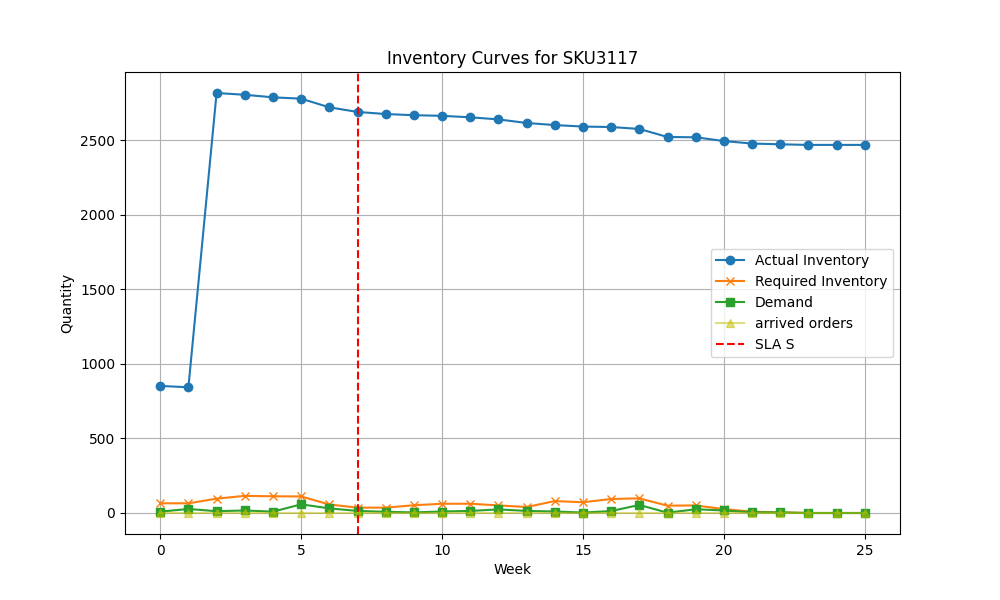 Inventory Curves for SKU3117
Quantity
2500
2000
1500
1000
500
0
Actual Inventory
Required Inventory
Demand
arrived orders
SLA S
0 5 10 15 20 25
Week